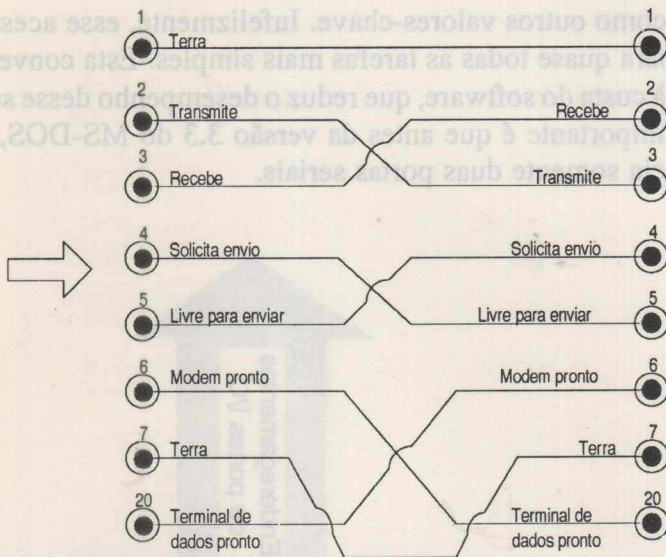 como outros valores-chave. Infelizmente, esse aces
para quase todas as tarefas mais simples. Esta conve
custo do software, que reduz o desempenho desse s
importante é que antes da versão 3.3 do MS-DOS,
somente duas portas seriais.
1 Terra 1
2 Transmite Recebe 2
3 Recebe Transmite 3
4 Solicita envio Solicita envio 4
5 Livre para enviar Livre para enviar 5
6 Modem pronto Modem pronto 6
7 Terra Terra 7
20 Terminal de Terminal de 20
dados pronto dados pronto
Endereçamentos
portas I/O